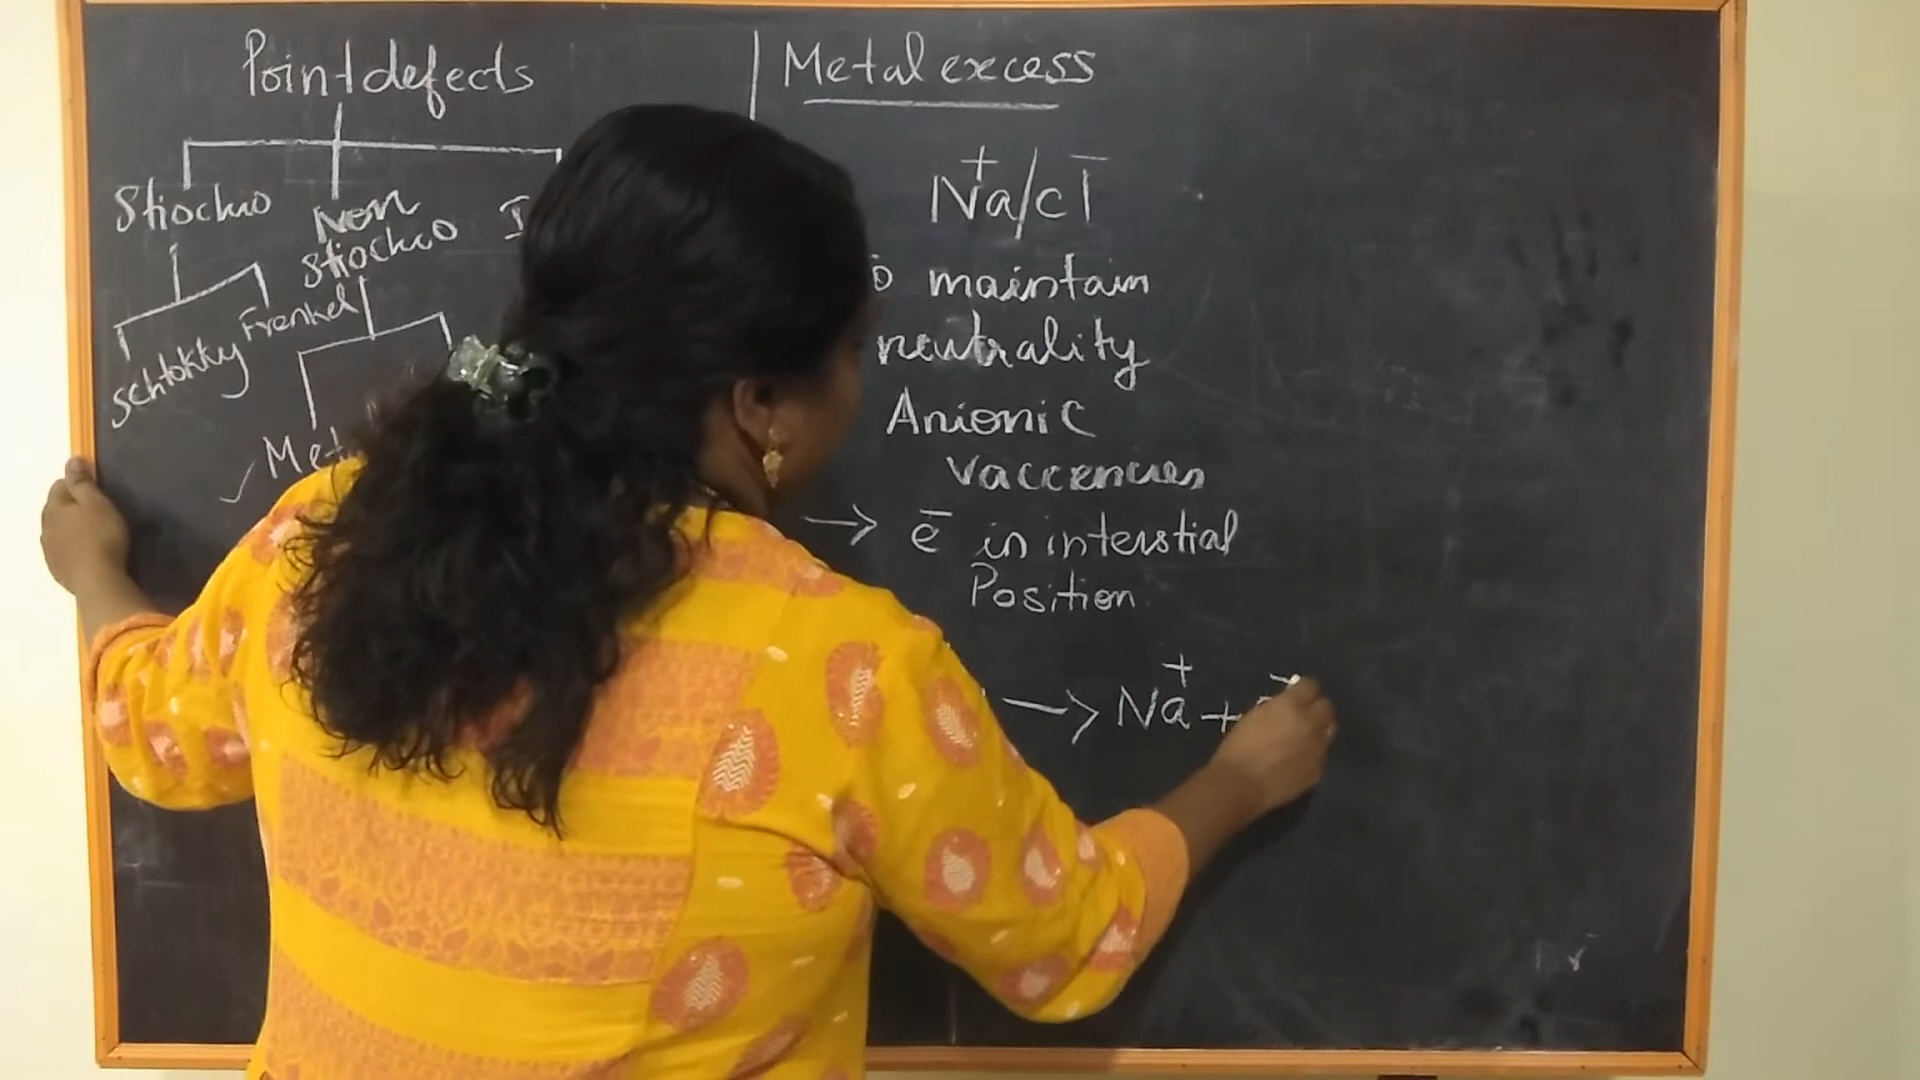 Point defects
Stiochio
Non
stiochio
I
Schtokky
Frenkel
Met
Metal excess
Na+/Cl-
maintain
neutrality
Anionic
vaccencies
→ e- in interstial
Position
→ Na+ +